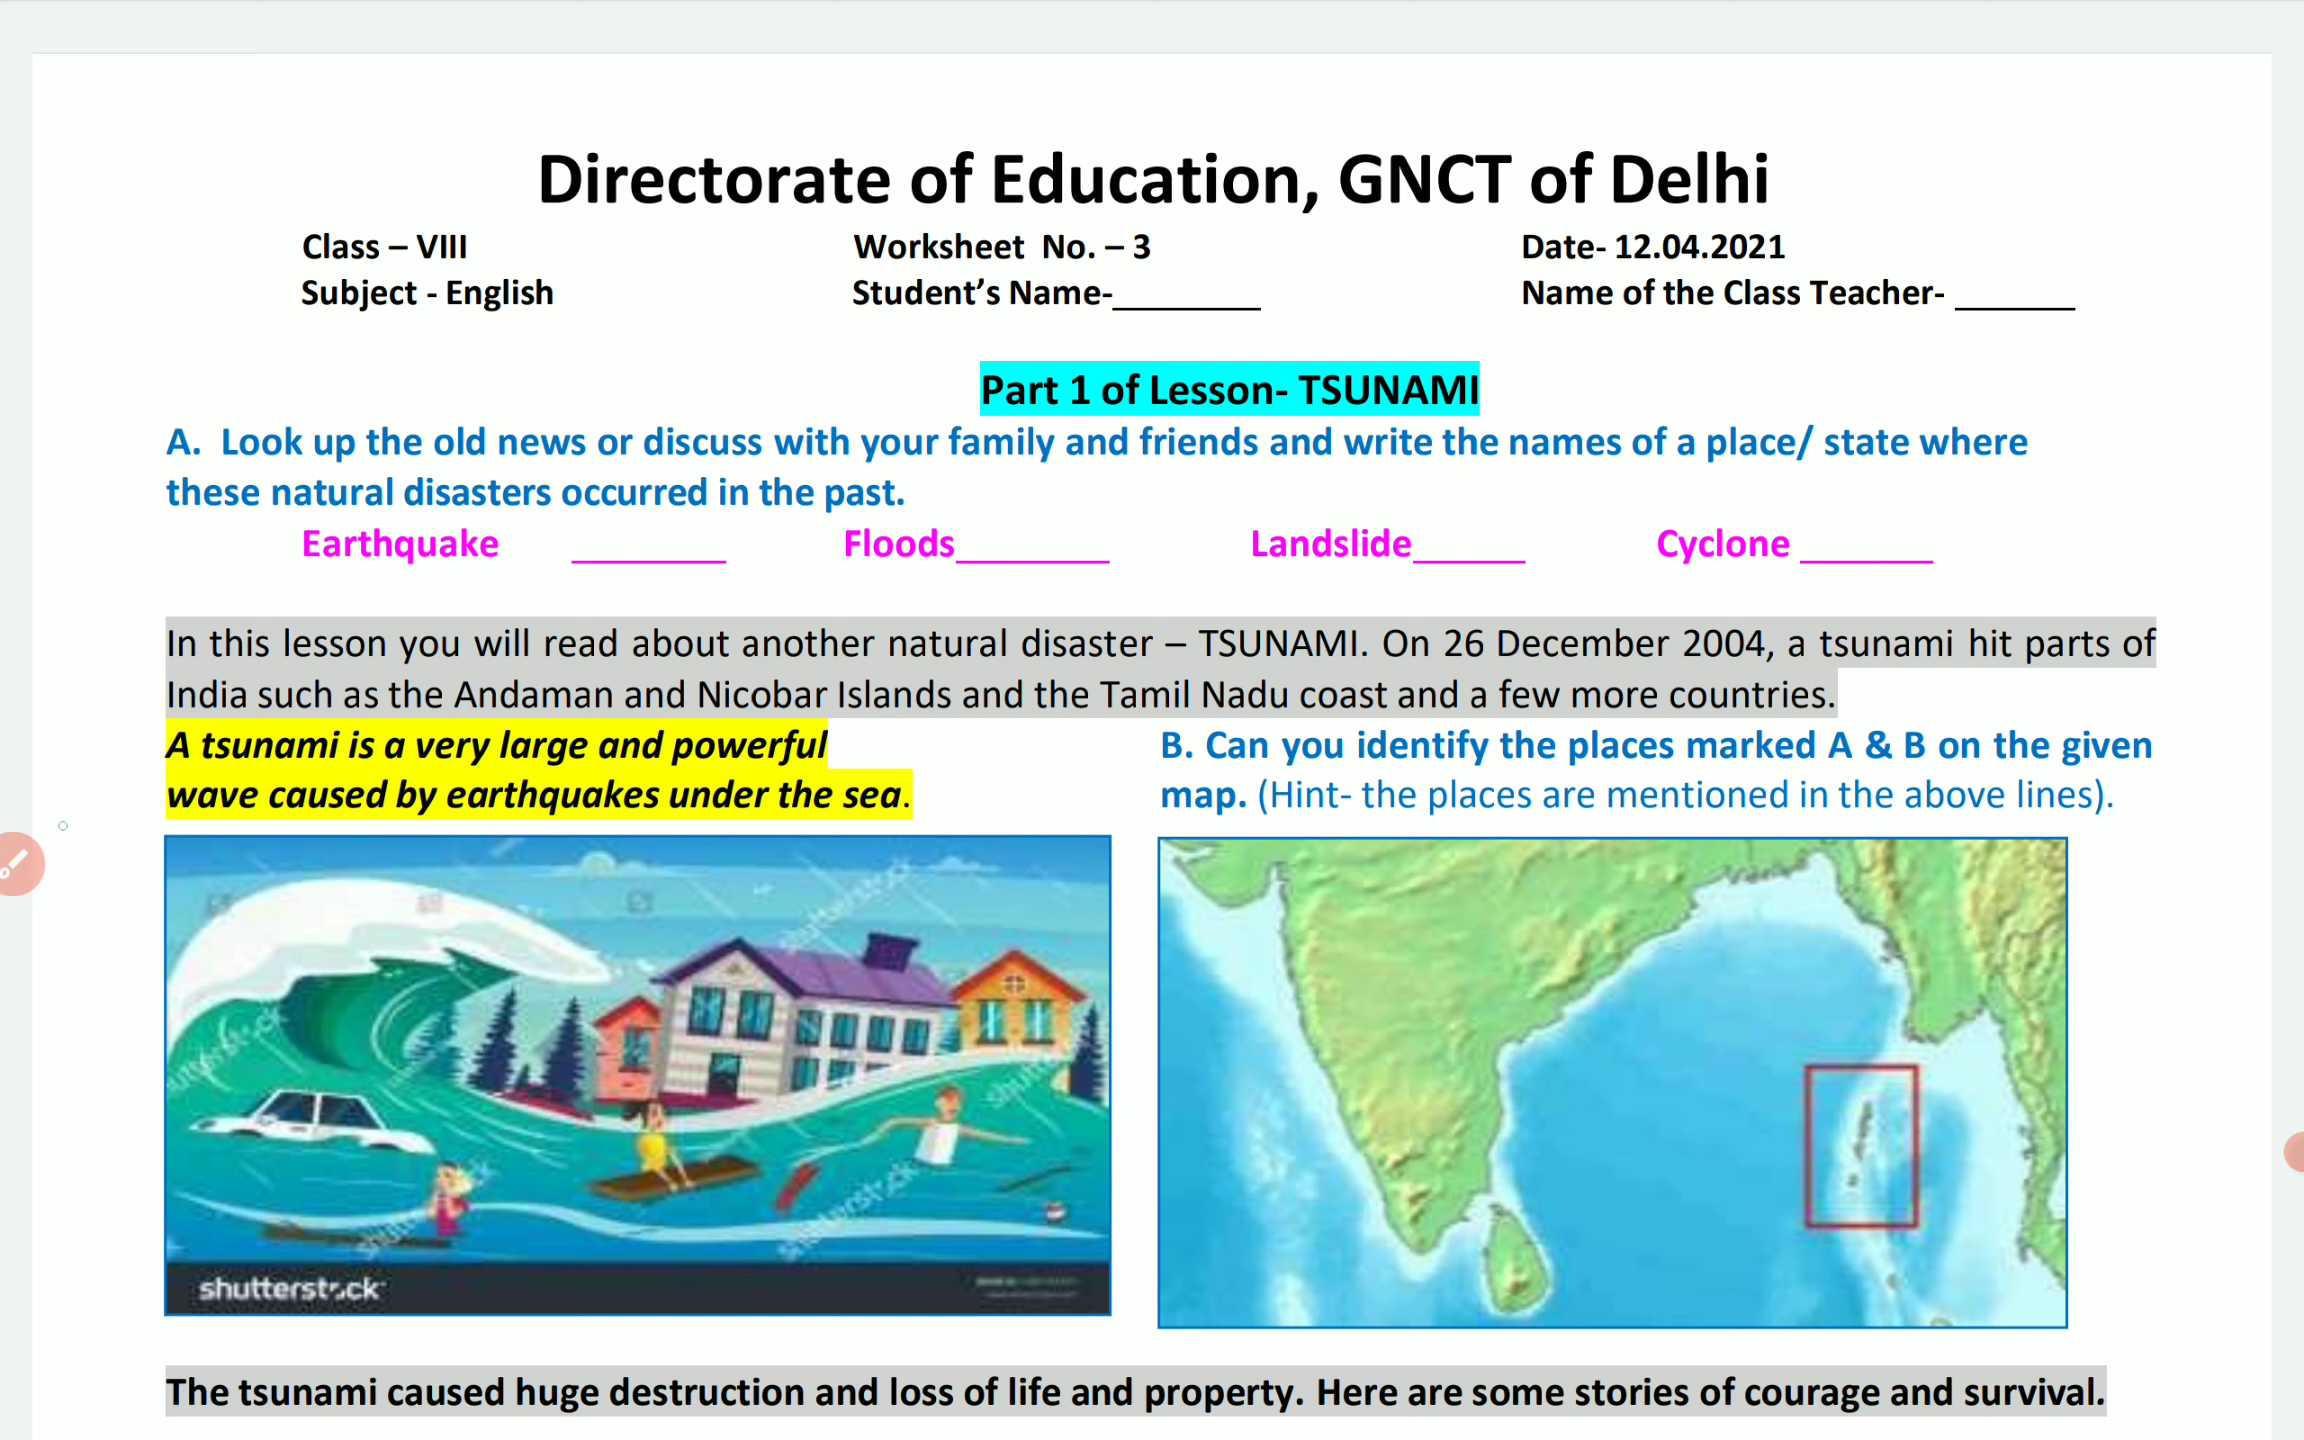 Directorate of Education, GNCT of Delhi
Class – VIII Worksheet No. – 3 Date- 12.04.2021
Subject - English Student’s Name-________ Name of the Class Teacher- ______
Part 1 of Lesson- TSUNAMI
A. Look up the old news or discuss with your family and friends and write the names of a place/ state where
these natural disasters occurred in the past.
Earthquake ________ Floods________ Landslide______ Cyclone _______
In this lesson you will read about another natural disaster – TSUNAMI. On 26 December 2004, a tsunami hit parts of
India such as the Andaman and Nicobar Islands and the Tamil Nadu coast and a few more countries.
A tsunami is a very large and powerful
wave caused by earthquakes under the sea.
B. Can you identify the places marked A & B on the given
map. (Hint- the places are mentioned in the above lines).
shutterstock
The tsunami caused huge destruction and loss of life and property. Here are some stories of courage and survival.